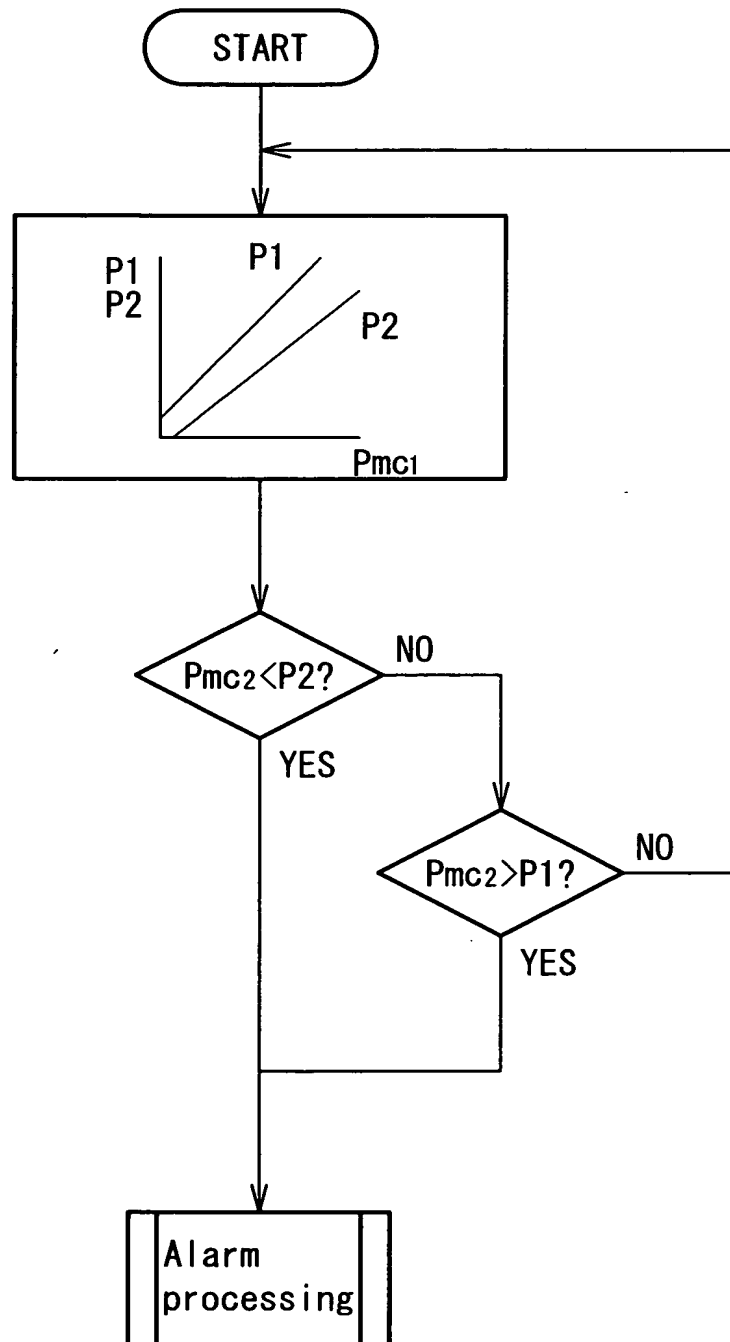 START
P1
P1
P2
P2
Pmc1
Pmc2<P2?
NO
YES
Pmc2>P1?
NO
YES
Alarm
processing